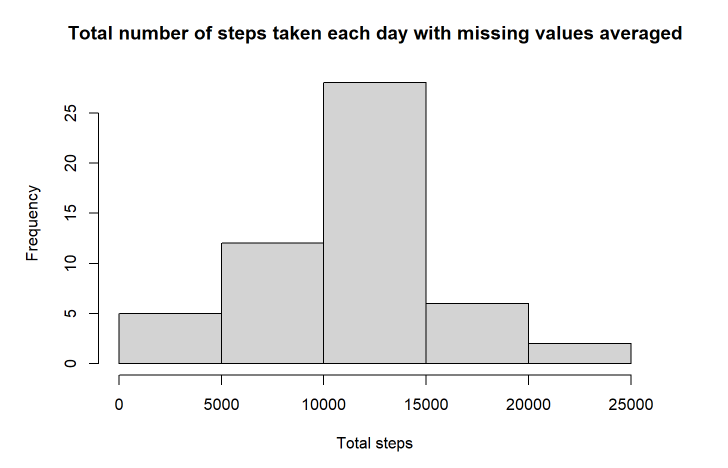 Total number of steps taken each day with missing values averaged
Frequency
25
20
15
10
5
0
0 5000 10000 15000 20000 25000
Total steps